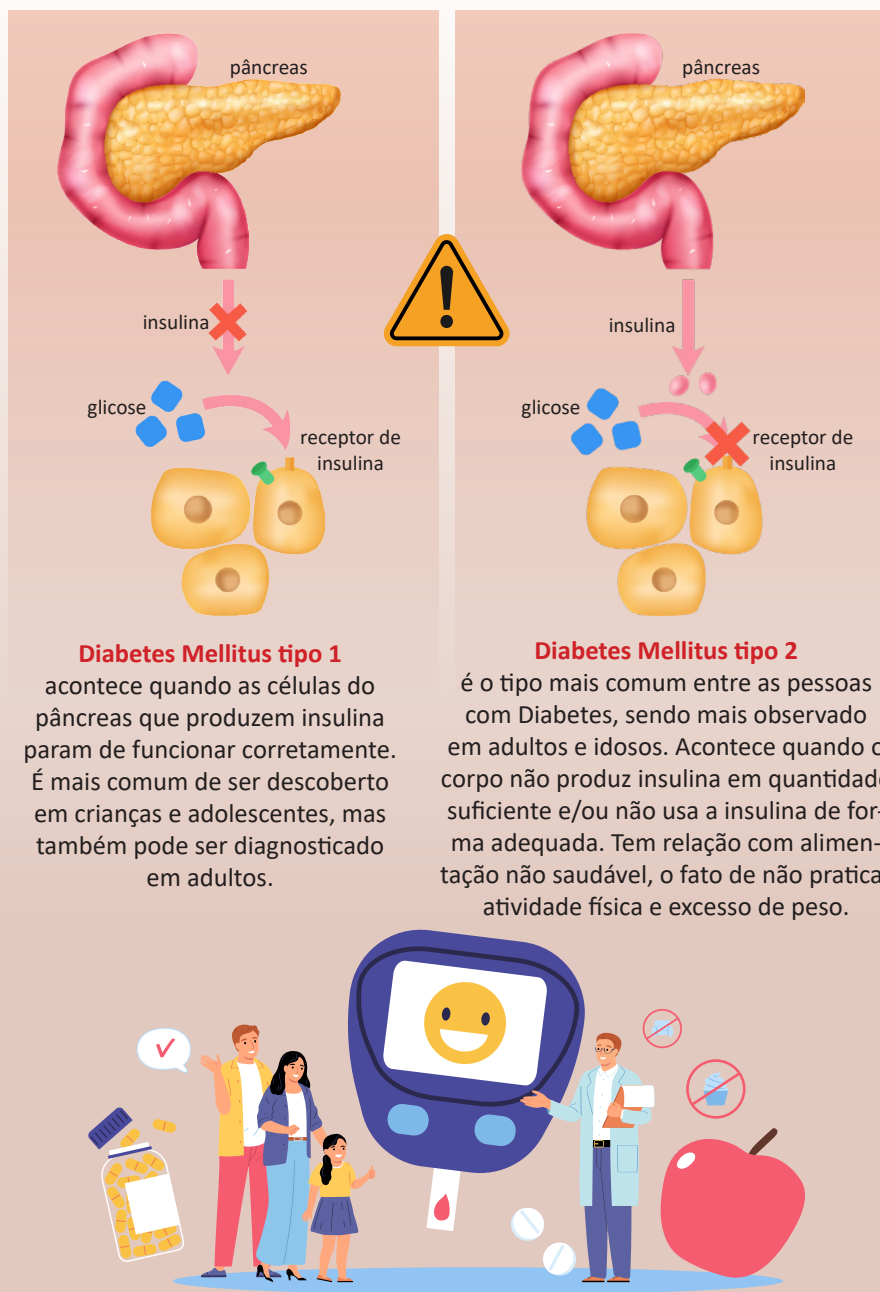 pâncreas
insulina
glicose
receptor de
insulina
Diabetes Mellitus tipo 1
acontece quando as células do
pâncreas que produzem insulina
param de funcionar corretamente.
É mais comum de ser descoberto
em crianças e adolescentes, mas
também pode ser diagnosticado
em adultos.
pâncreas
insulina
glicose
receptor de
insulina
Diabetes Mellitus tipo 2
é o tipo mais comum entre as pessoas
com Diabetes, sendo mais observado
em adultos e idosos. Acontece quando o
corpo não produz insulina em quantidade
suficiente e/ou não usa a insulina de for-
ma adequada. Tem relação com alimen-
tação não saudável, o fato de não pratica
atividade física e excesso de peso.